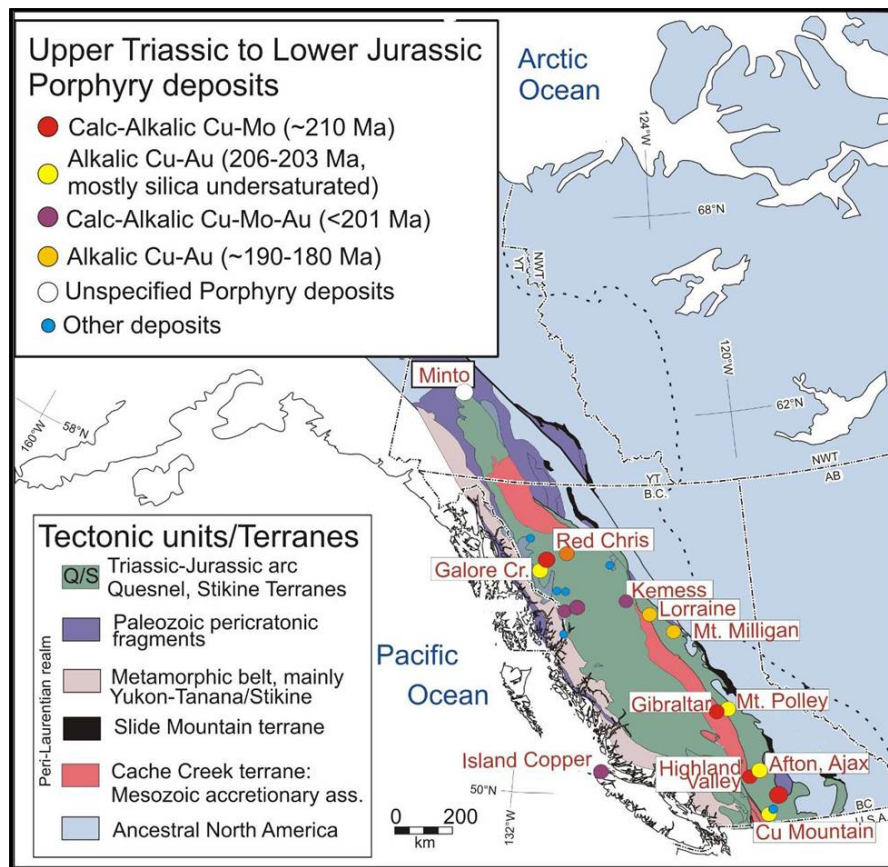 Upper Triassic to Lower Jurassic
Porphyry deposits
Calc-Alkalic Cu-Mo (~210 Ma)
Alkalic Cu-Au (206-203 Ma,
mostly silica undersaturated)
Calc-Alkalic Cu-Mo-Au (<201 Ma)
Alkalic Cu-Au (~190-180 Ma)
Unspecified Porphyry deposits
Other deposits
Arctic
Ocean
124°W
68°N
NWT
YT
120°W
62°N
160°W
58°N
Minto
NWT
YT
B.C.
AB
Tectonic units/Terranes
Peri-Laurentian realm
Q/S
Triassic-Jurassic arc
Quesnel, Stikine Terranes
Paleozoic pericratonic
fragments
Metamorphic belt, mainly
Yukon-Tanana/Stikine
Slide Mountain terrane
Cache Creek terrane:
Mesozoic accretionary ass.
Ancestral North America
Red Chris
Galore Cr.
Kemess
Lorraine
Mt. Milligan
Pacific
Ocean
Gibraltar
Mt. Polley
Island Copper
Highland
Valley
Afton, Ajax
Cu Mountain
50°N
132°W
0 200
km
BC
U.S.A.